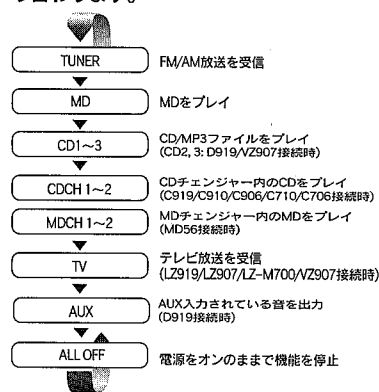 TUNER
FM/AM放送を受信
MD
MDをプレイ
CD1~3
CD/MP3ファイルをプレイ
(CD2, 3: D919/VZ907接続時)
CDCH 1~2
CDチェンジャー内のCDをプレイ
(C919/C910/C906/C710/C706接続時)
MDCH 1~2
MDチェンジャー内のMDをプレイ
(MD56接続時)
TV
テレビ放送を受信
(LZ919/LZ907/LZ-M700/VZ907接続時)
AUX
AUX入力されている音を出力
(D919接続時)
ALL OFF
電源をオンのままで機能を停止